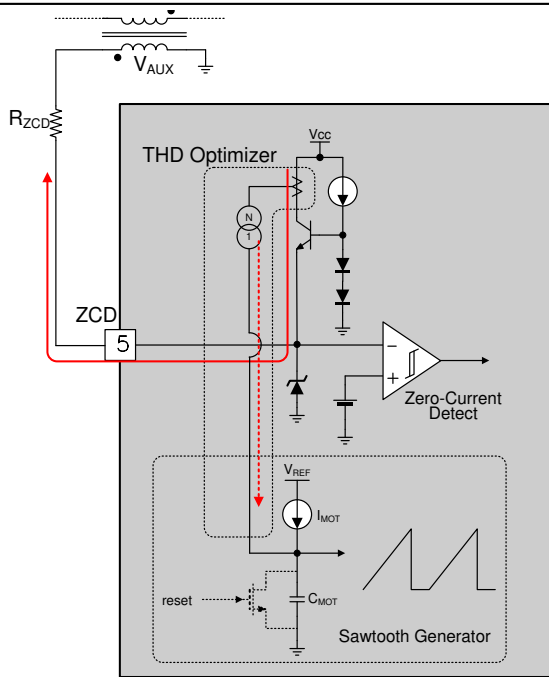 VAUX
RZCD
Vcc
THD Optimizer
N
1
ZCD
5
−
+
Zero-Current
Detect
VREF
IMOT
reset
CMOT
Sawtooth Generator